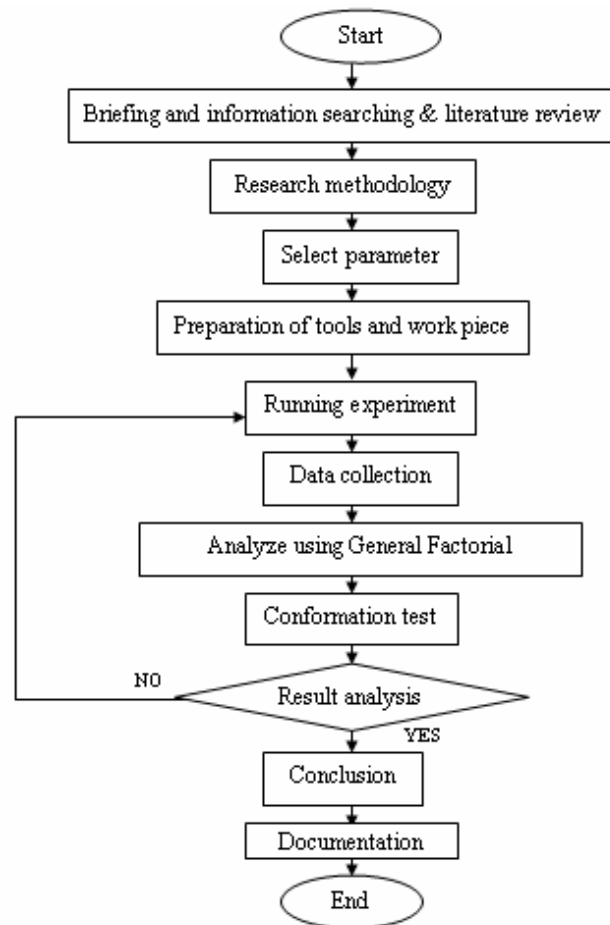 Start
Briefing and information searching & literature review
Research methodology
Select parameter
Preparation of tools and work piece
Running experiment
Data collection
Analyze using General Factorial
Conformation test
NO
Result analysis
YES
Conclusion
Documentation
End